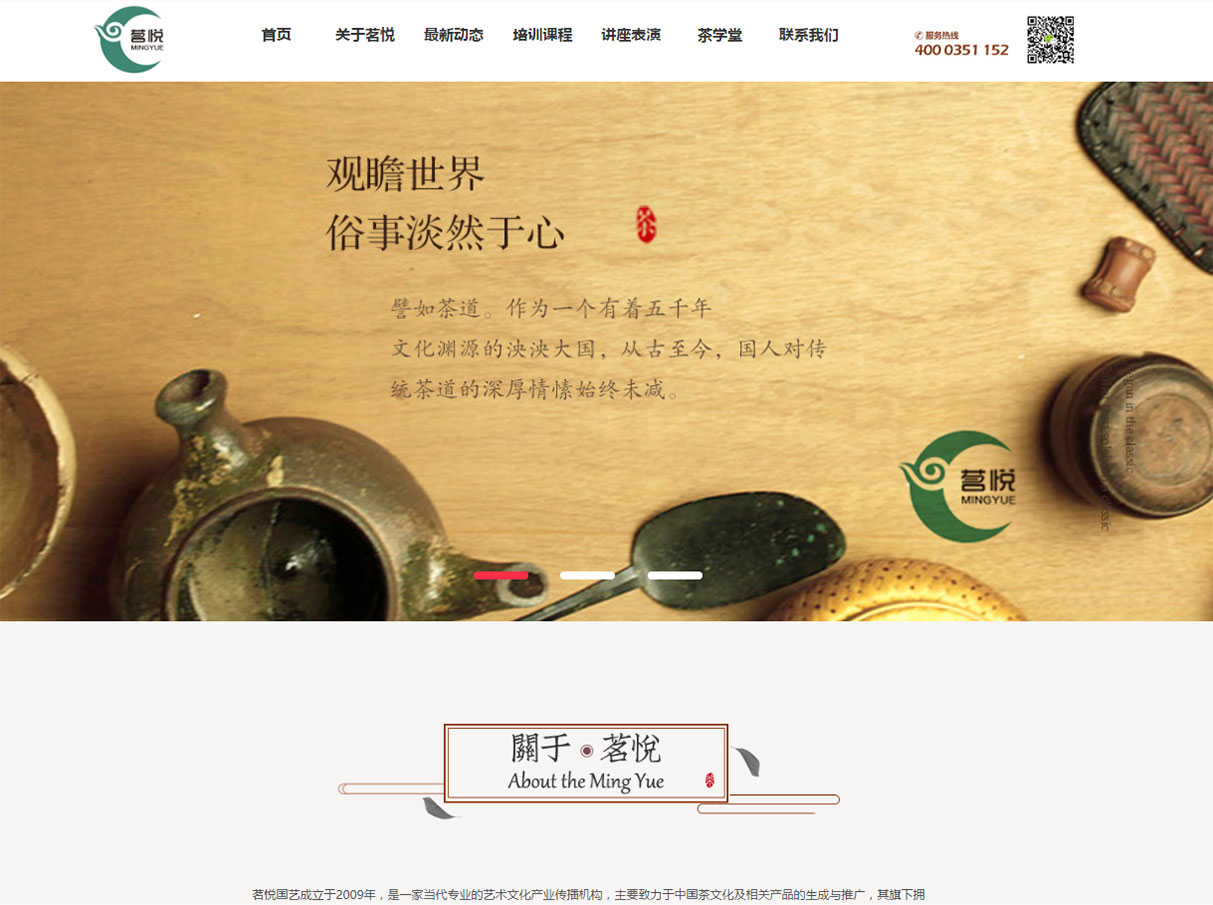 茗悦
MINGYUE
首页 关于茗悦 最新动态 培训课程 讲座表演 茶学堂 联系我们
服务热线
400 0351 152
观瞻世界
俗事淡然于心
茶
譬如茶道。作为一个有着五千年
文化渊源的泱泱大国，从古至今，国人对传
统茶道的深厚情愫始终未减。
in the classic
茗悦
MINGYUE
關于 茗悅
About the Ming Yue
茗悦国艺成立于2009年，是一家当代专业的艺术文化产业传播机构，主要致力于中国茶文化及相关产品的生成与推广，其旗下拥